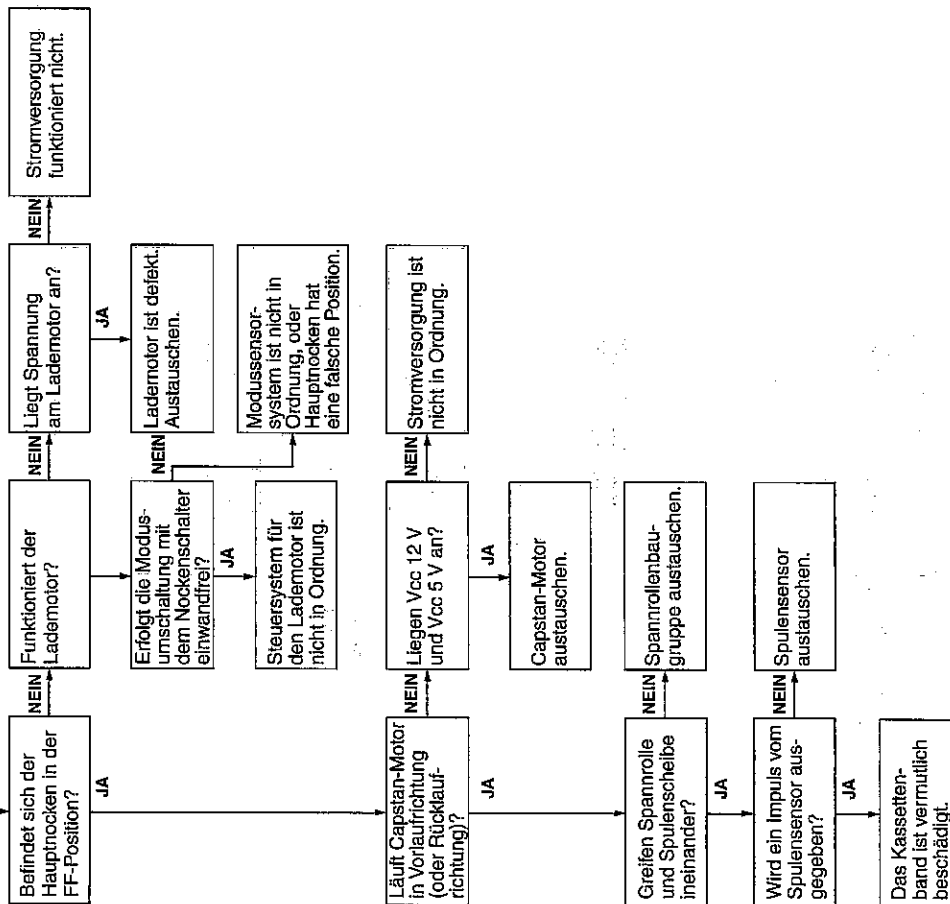 Befindet sich der
Hauptnocken in der
FF-Position?
NEIN
Funktioniert der
Lademotor?
NEIN
Liegt Spannung
am Lademotor an?
NEIN
Stromversorgung
funktioniert nicht.
JA
Lademotor ist defekt.
Austauschen.
Erfolgt die Modus-
umschaltung mit
dem Nockenschalter
einwandfrei?
NEIN
Modussensor-
system ist nicht in
Ordnung, oder
Hauptnocken hat
eine falsche Position.
JA
Steuersystem für
den Lademotor ist
nicht in Ordnung.
JA
Läuft Capstan-Motor
in Vorlaufrichtung
(oder Rücklauf-
richtung)?
NEIN
Liegen Vcc 12 V
und Vcc 5 V an?
NEIN
Stromversorgung ist
nicht in Ordnung.
JA
Capstan-Motor
austauschen.
JA
Greifen Spannrolle
und Spulenscheibe
ineinander?
NEIN
Spannrollenbau-
gruppe austauschen.
JA
Wird ein Impuls vom
Spulensensor aus-
gegeben?
NEIN
Spulensensor
austauschen.
JA
Das Kassetten-
band ist vermutlich
beschädigt.